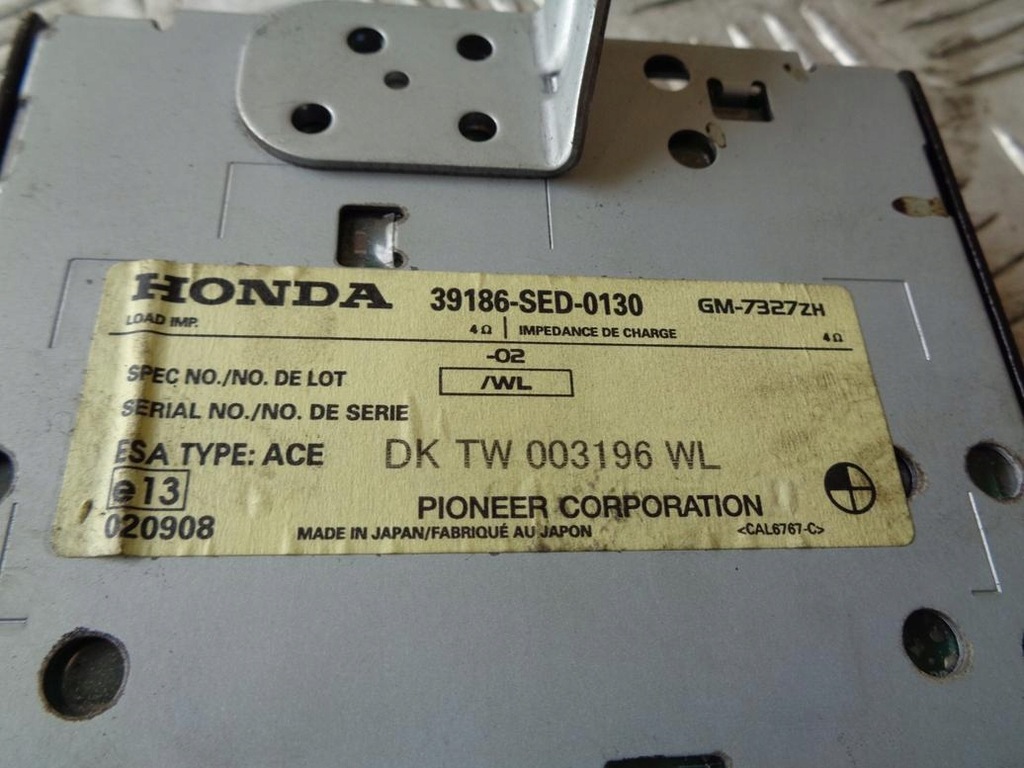 HONDA 39186-SED-0130 GM-7327ZH
LOAD IMP. 4Ω | IMPEDANCE DE CHARGE 4Ω
-02
SPEC NO./NO. DE LOT /WL
SERIAL NO./NO. DE SERIE
ESA TYPE: ACE DK TW 003196 WL
e13
PIONEER CORPORATION
020908 MADE IN JAPAN/FABRIQUÉ AU JAPON <CAL6767-C>